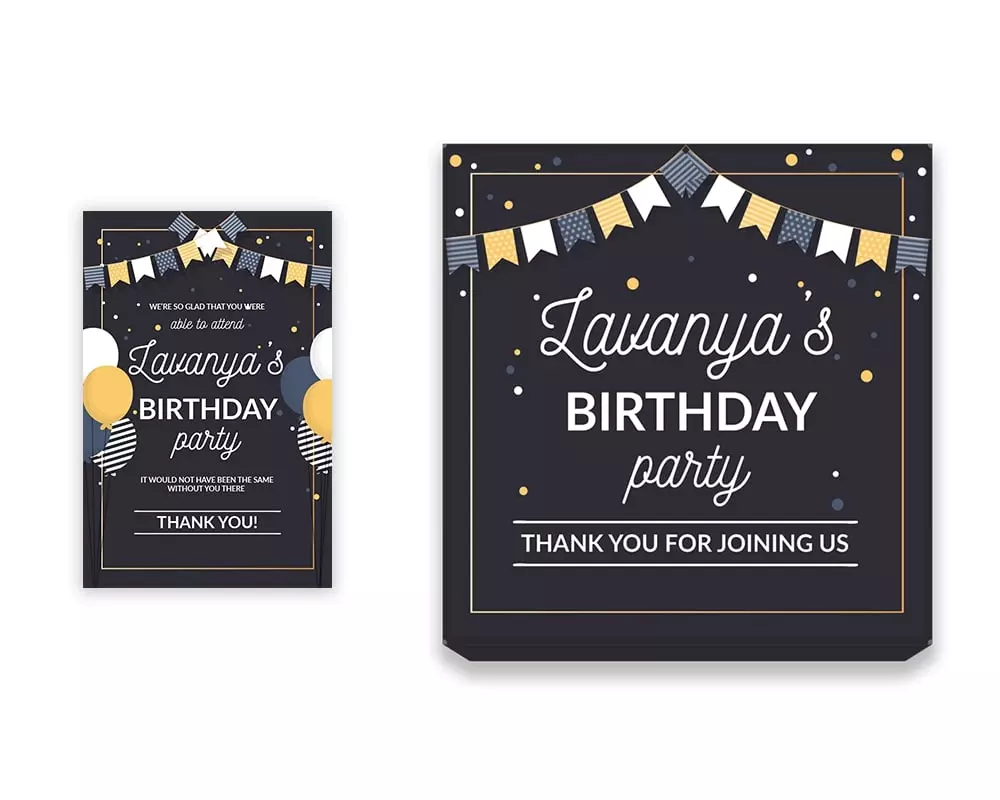 WE'RE SO GLAD THAT YOU WERE
able to attend
Lavanya's
BIRTHDAY
party
IT WOULD NOT HAVE BEEN THE SAME
WITHOUT YOU THERE
THANK YOU!
Lavanya's
BIRTHDAY
party
THANK YOU FOR JOINING US